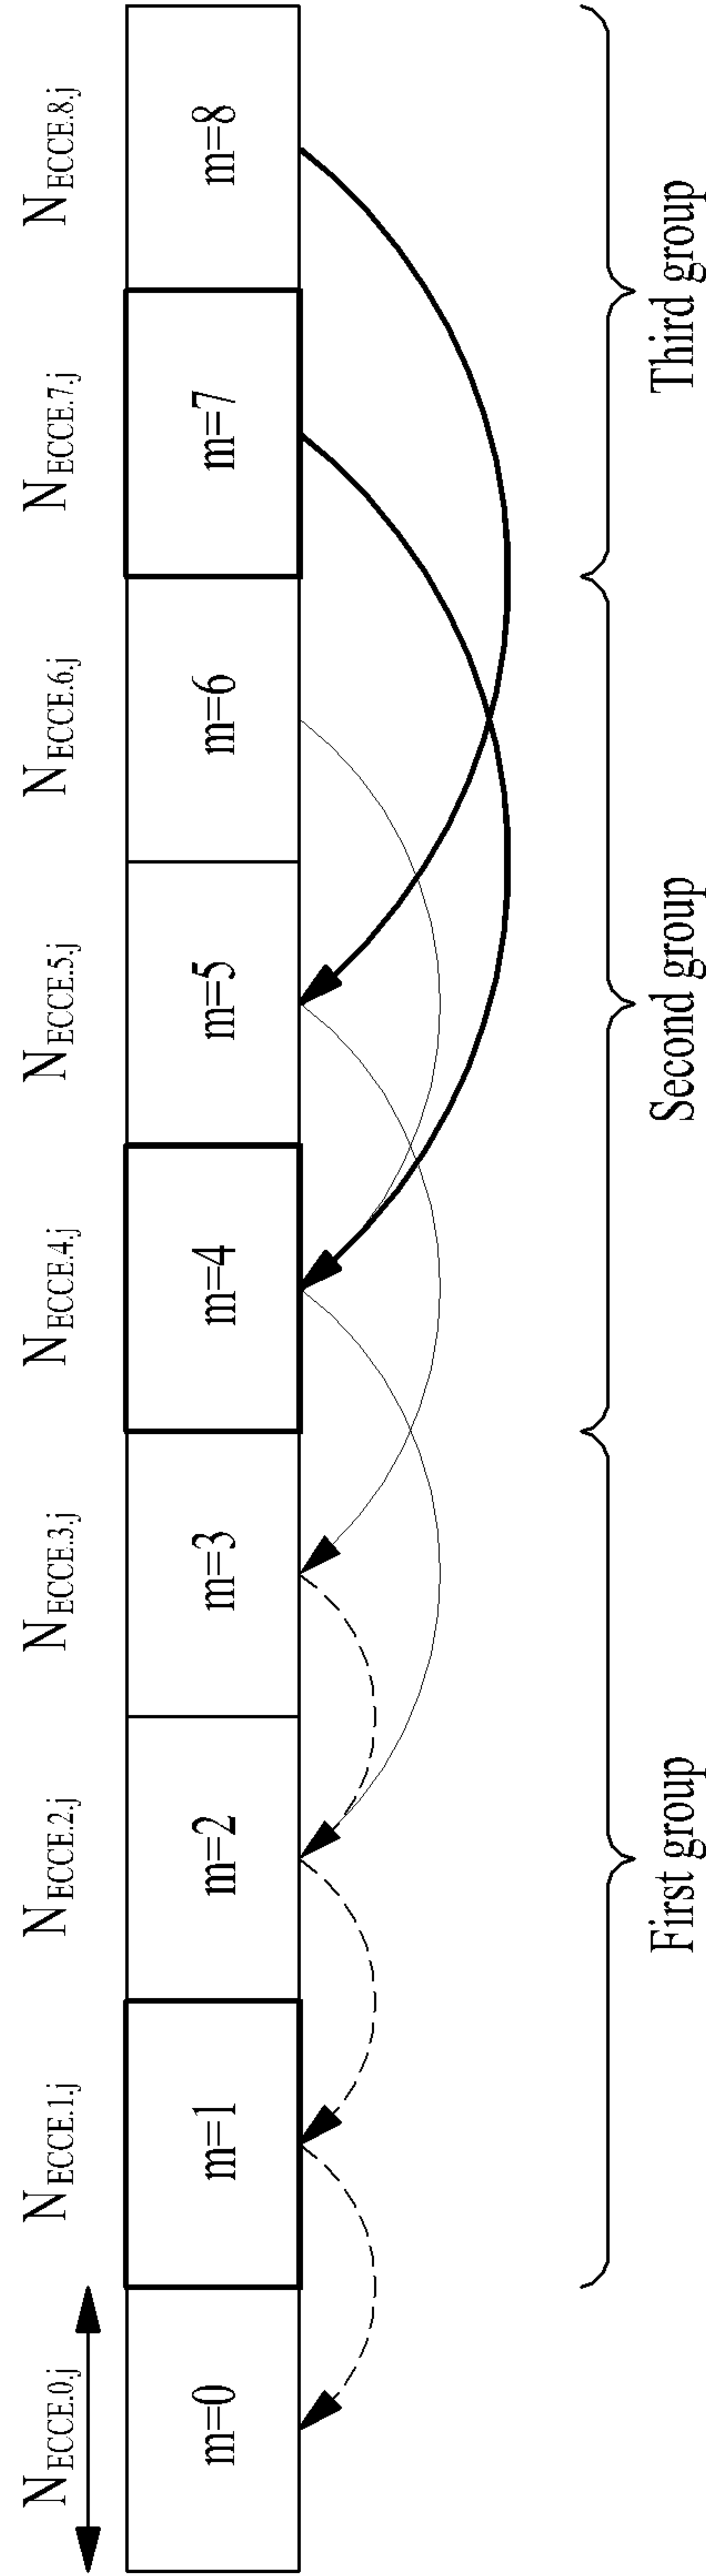 N_ECCE.0.j N_ECCE.1.j N_ECCE.2.j N_ECCE.3.j N_ECCE.4.j N_ECCE.5.j N_ECCE.6.j N_ECCE.7.j N_ECCE.8.j
m=0 m=1 m=2 m=3 m=4 m=5 m=6 m=7 m=8
First group Second group Third group